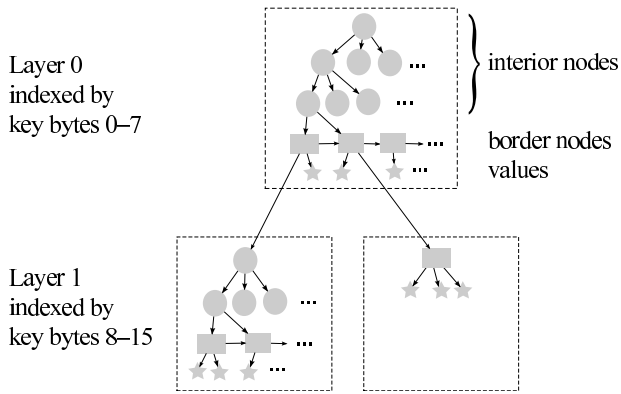 Layer 0
indexed by
key bytes 0–7
interior nodes
border nodes
values
Layer 1
indexed by
key bytes 8–15